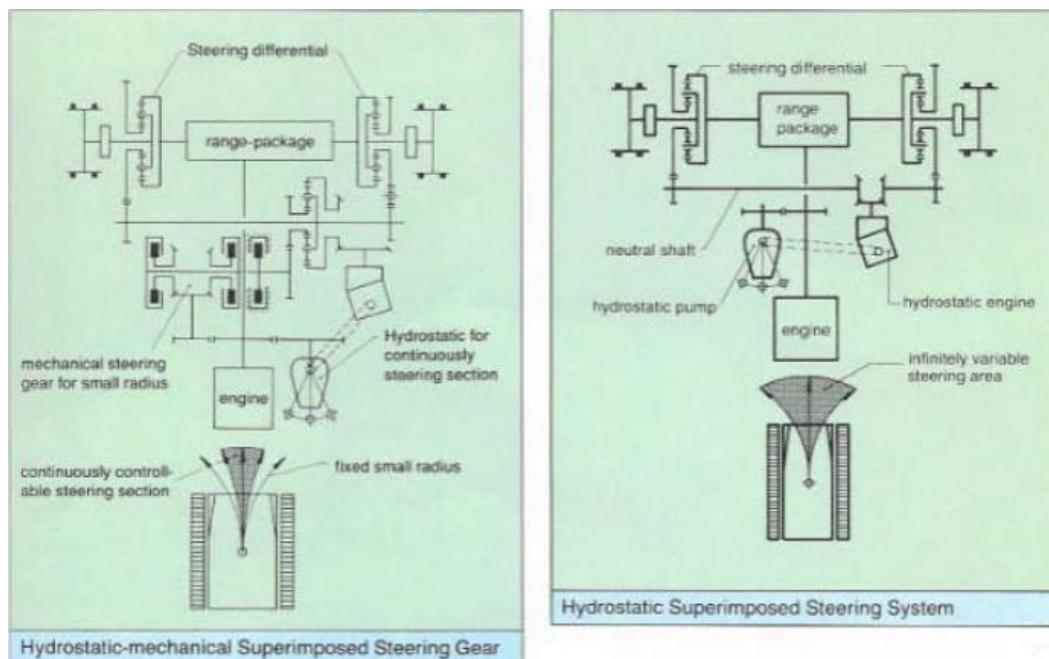 Steering differential
range-package
mechanical steering
gear for small radius
engine
Hydrostatic for
continuously
steering section
continuously controll-
able steering section
fixed small radius
Hydrostatic-mechanical Superimposed Steering Gear
steering differential
range
package
neutral shaft
hydrostatic pump
hydrostatic engine
engine
infinitely variable
steering area
Hydrostatic Superimposed Steering System